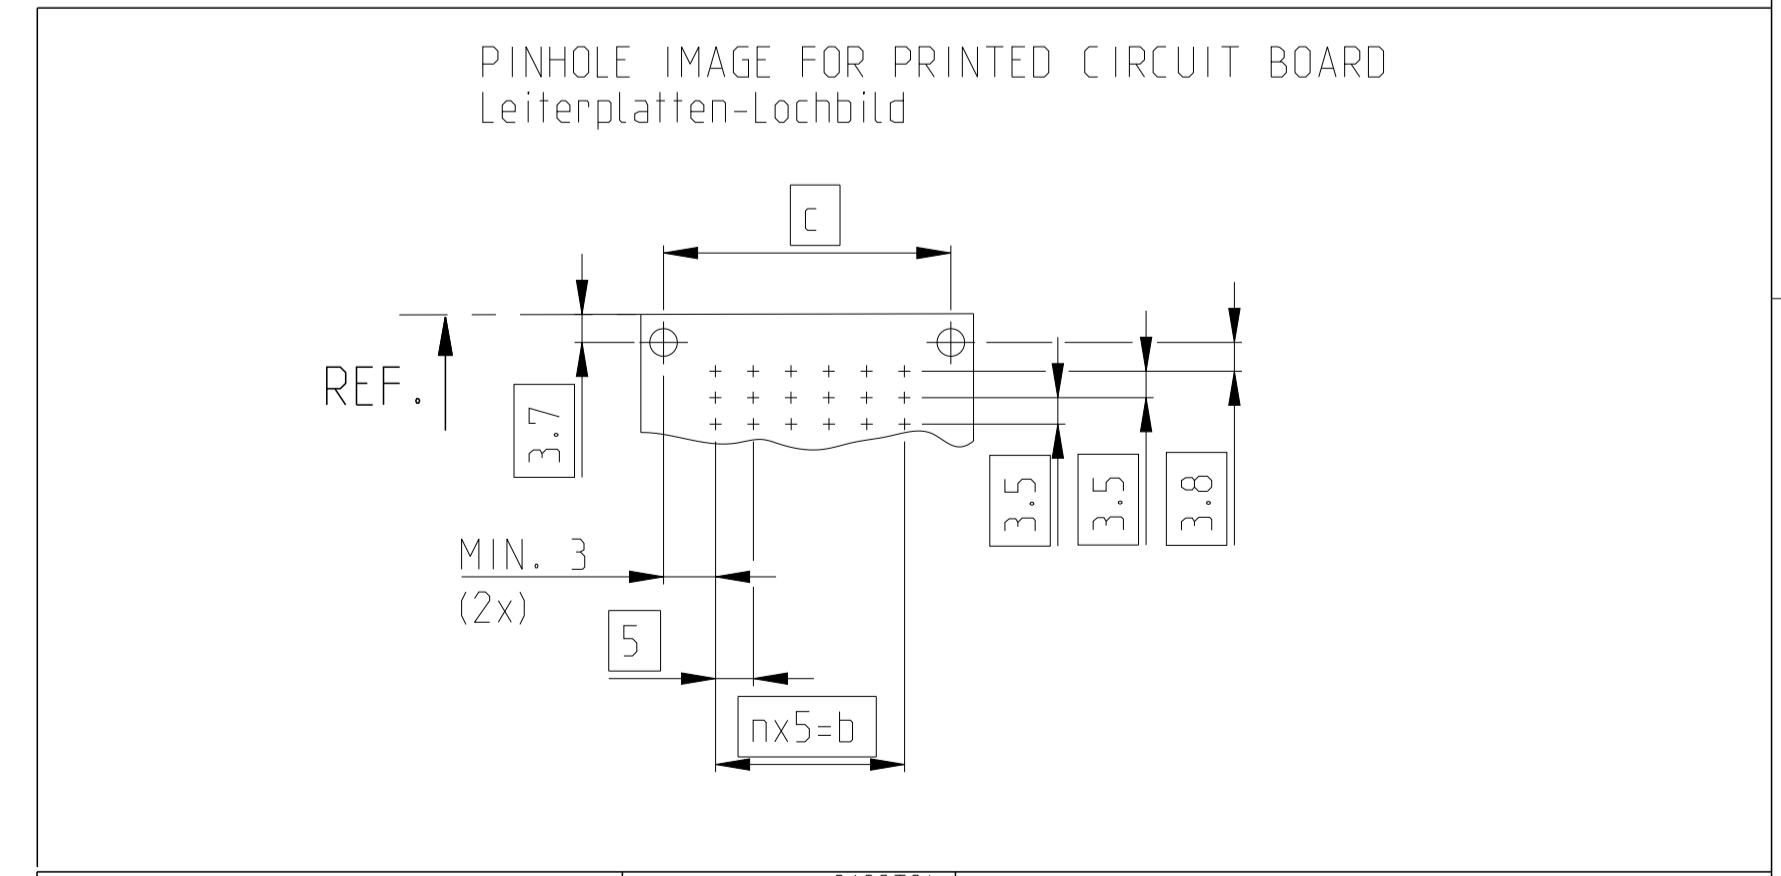 PINHOLE IMAGE FOR PRINTED CIRCUIT BOARD
Leiterplatten-Lochbild
c
REF.
3.7
3.5
3.5
3.8
MIN. 3
(2x)
5
nx5=b